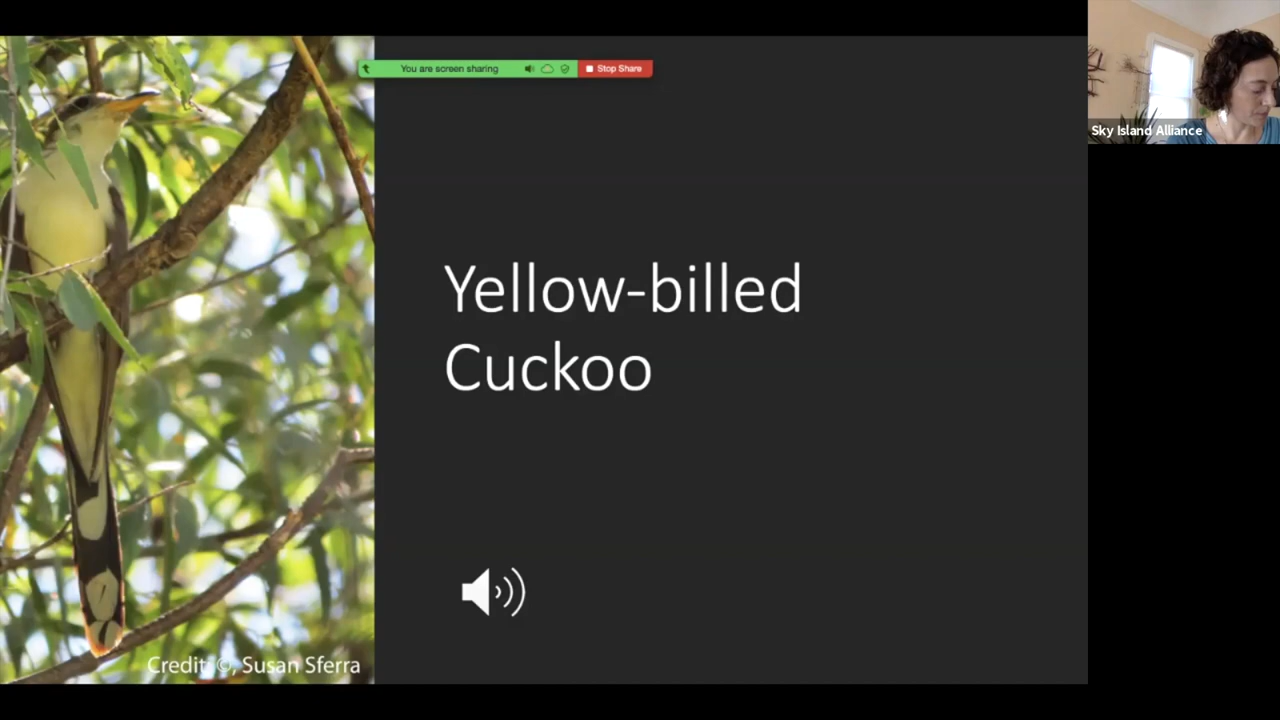 You are screen sharing
Stop Share
Sky Island Alliance
Yellow-billed
Cuckoo
Credit: ©, Susan Sferra